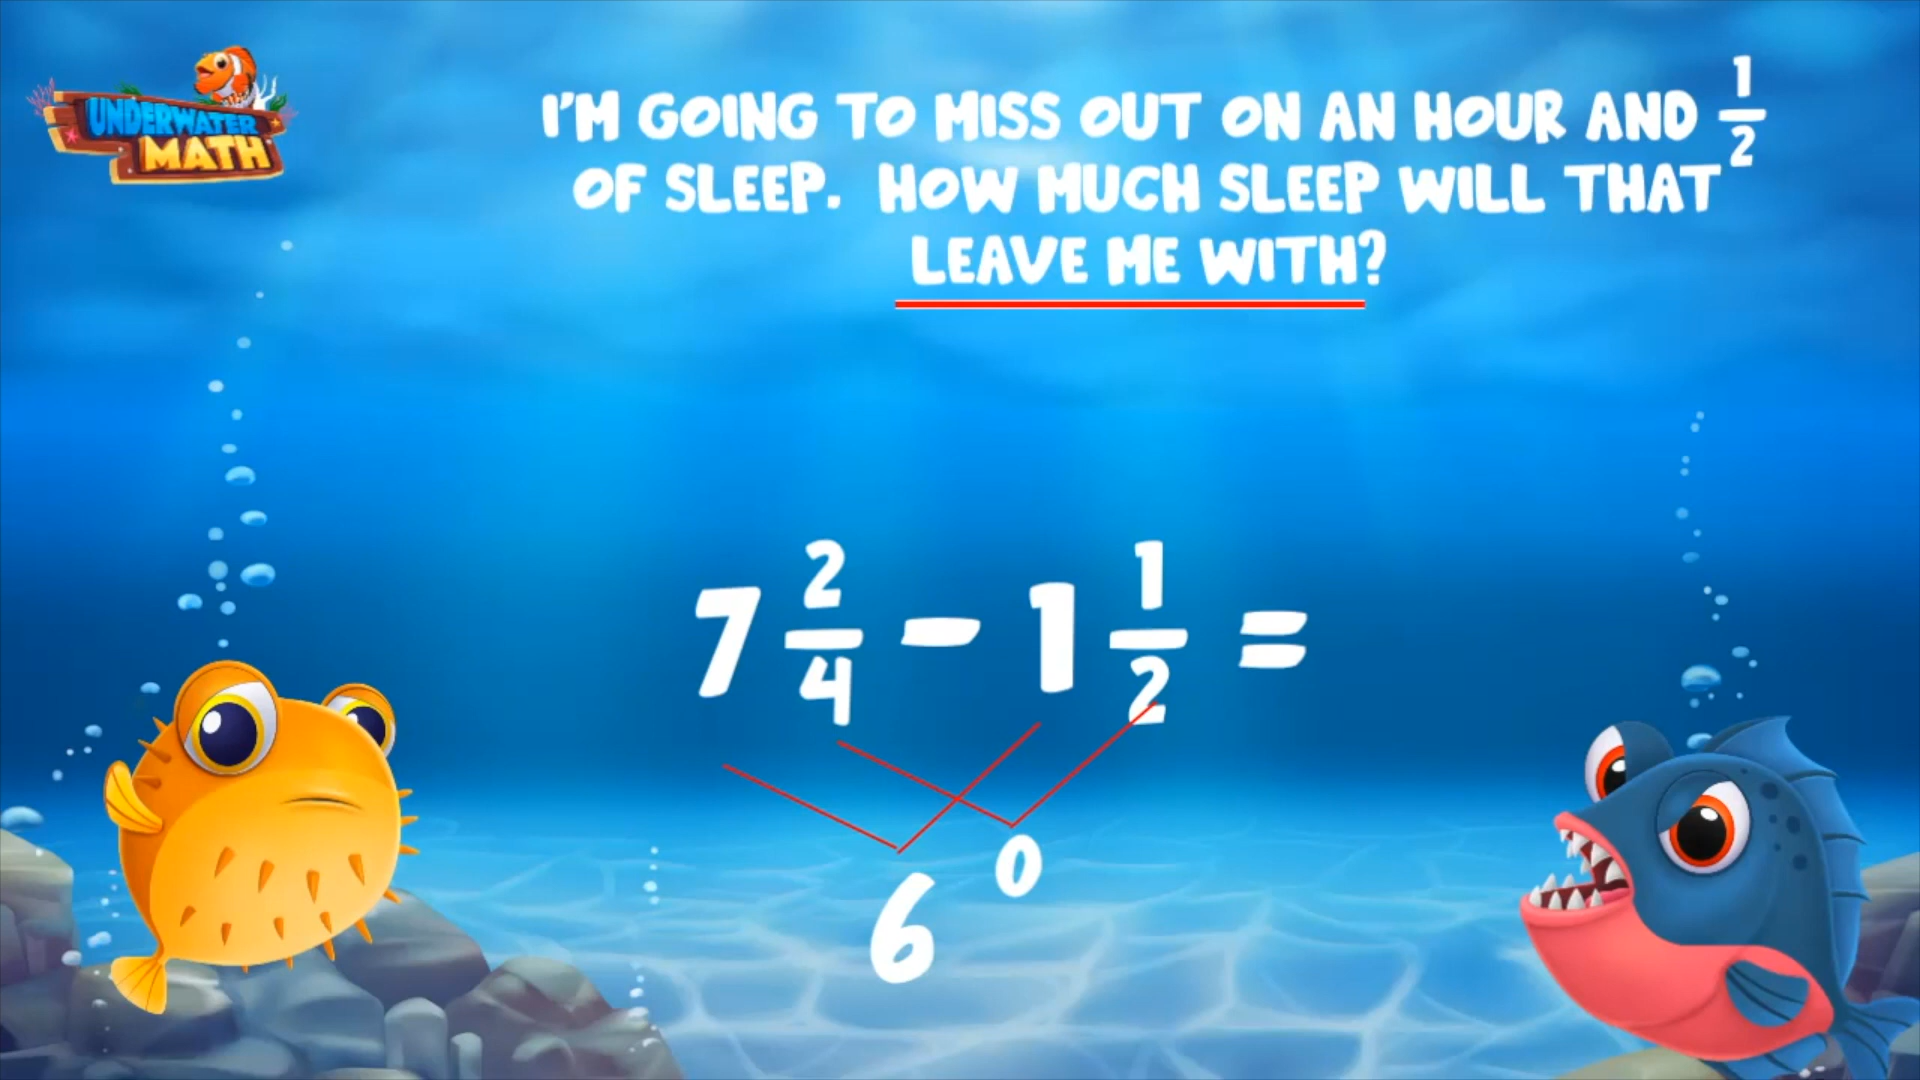 UNDERWATER
MATH
I'M GOING TO MISS OUT ON AN HOUR AND 1/2
OF SLEEP. HOW MUCH SLEEP WILL THAT
LEAVE ME WITH?
7 2/4 - 1 1/2 =
6 0